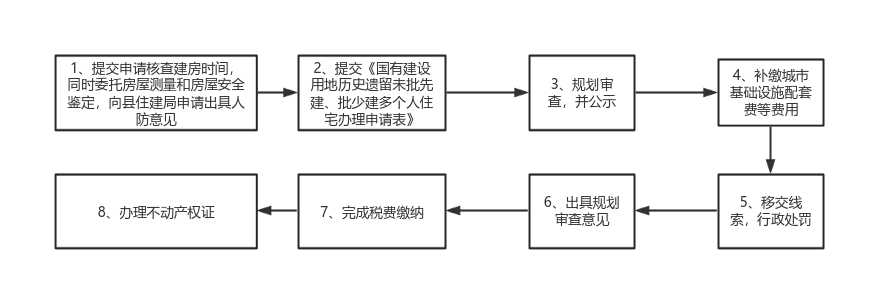 1、提交申请核查建房时间，
同时委托房屋测量和房屋安全
鉴定，向县住建局申请出具人
防意见
2、提交《国有建设
用地历史遗留未批先
建、批少建多个人住
宅办理申请表》
3、规划审
查，并公示
4、补缴城市
基础设施配套
费等费用
5、移交线
索，行政处罚
6、出具规划
审查意见
7、完成税费缴纳
8、办理不动产权证